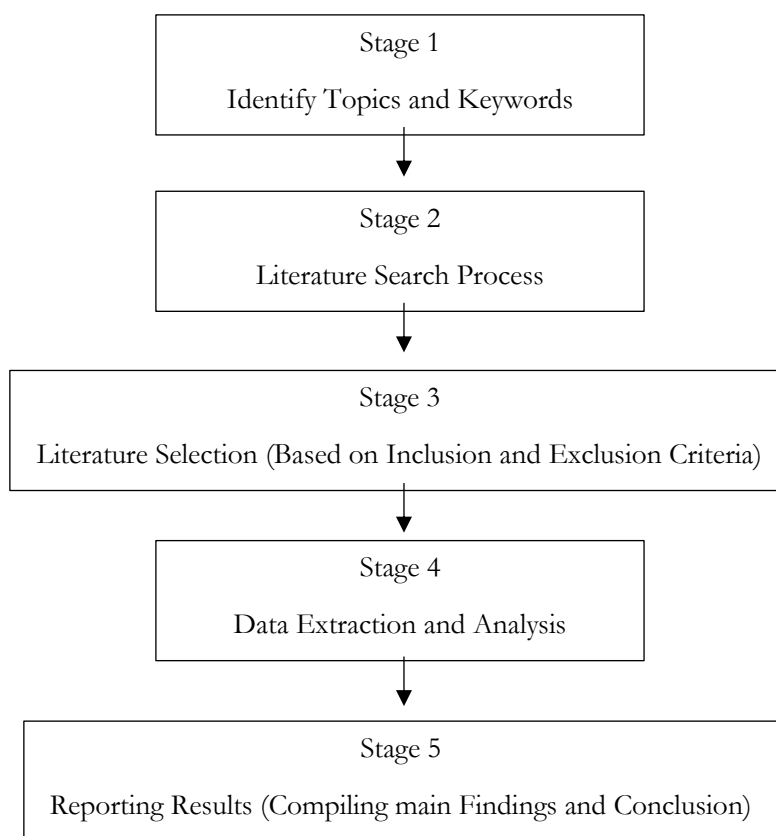 Stage 1
Identify Topics and Keywords
Stage 2
Literature Search Process
Stage 3
Literature Selection (Based on Inclusion and Exclusion Criteria)
Stage 4
Data Extraction and Analysis
Stage 5
Reporting Results (Compiling main Findings and Conclusion)